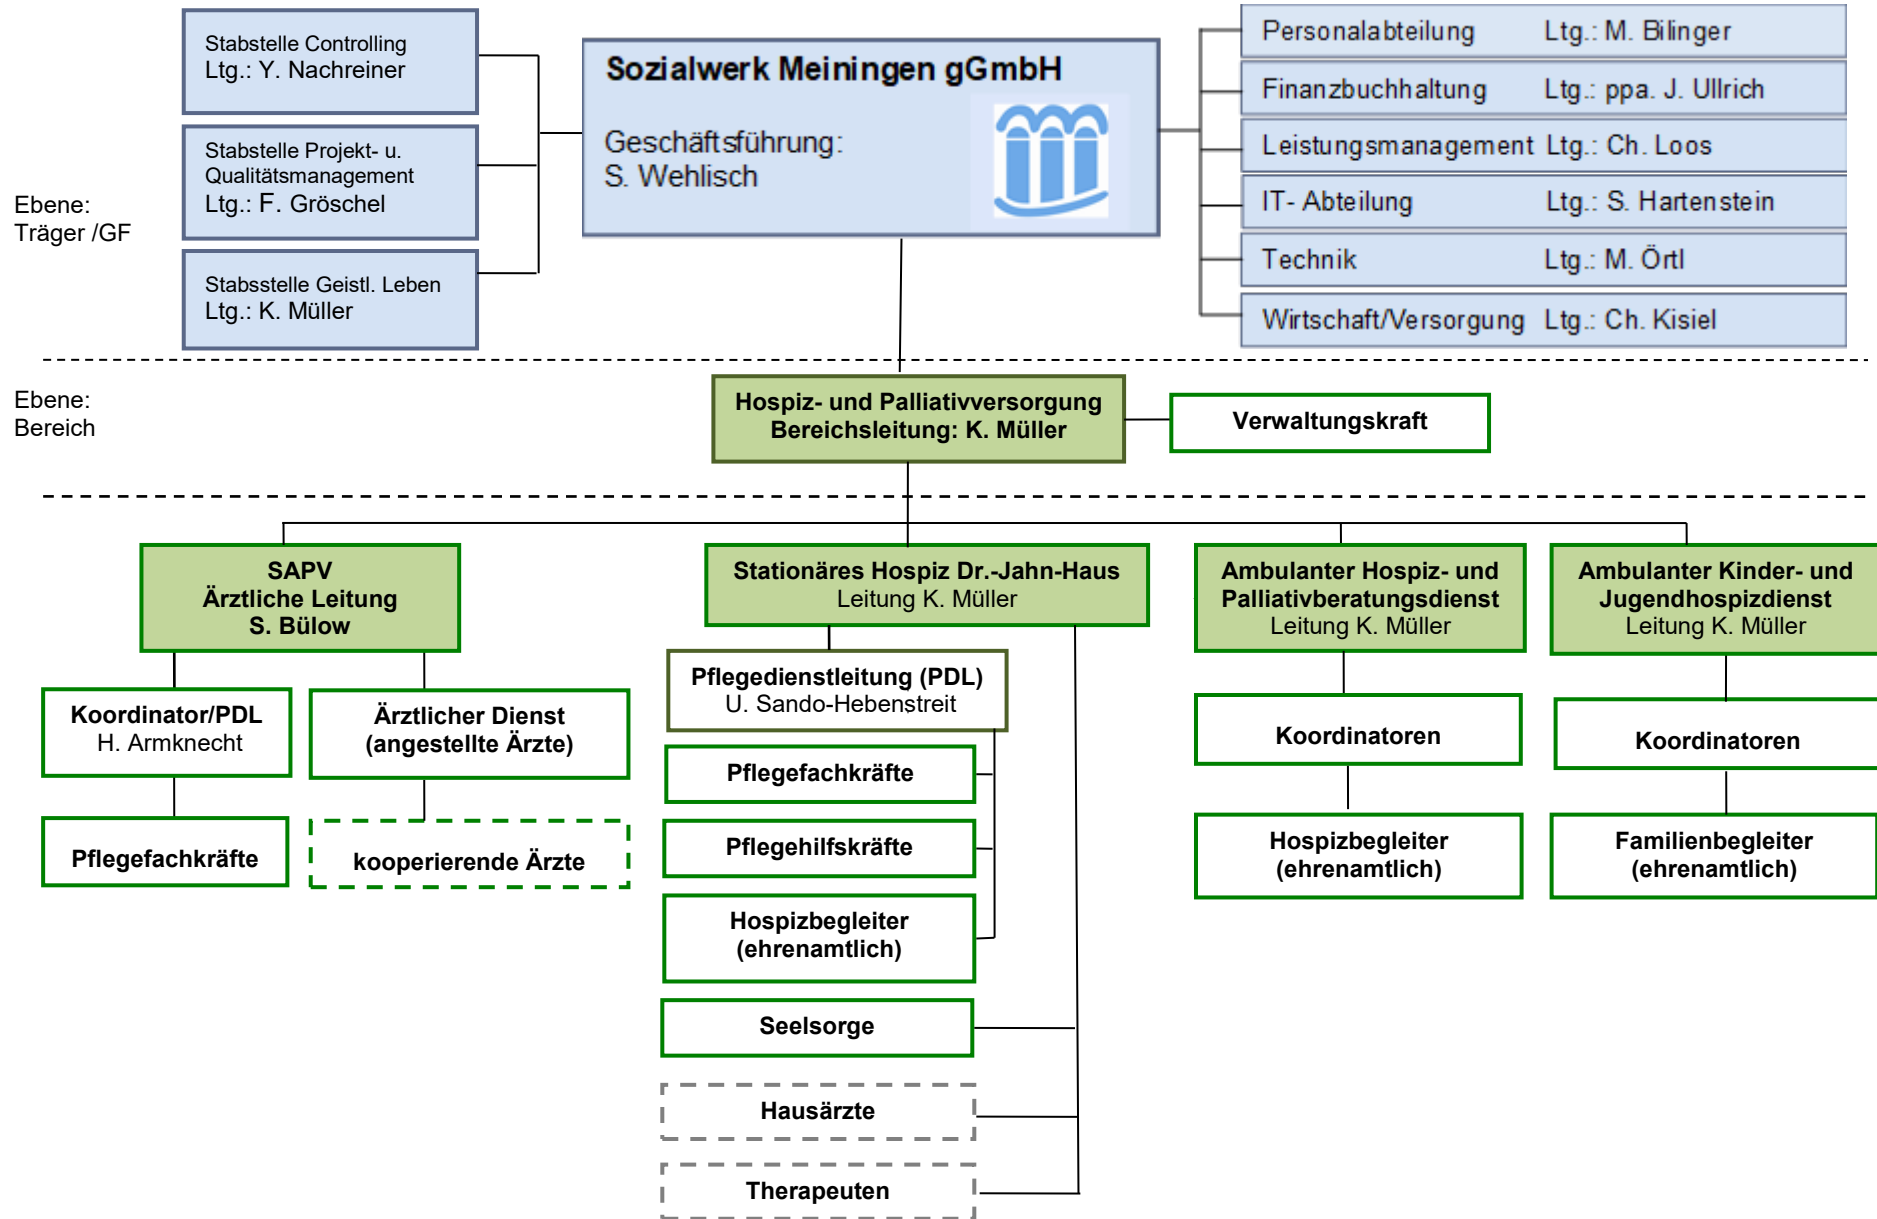 Stabstelle Controlling
Ltg.: Y. Nachreiner
Stabstelle Projekt- u.
Qualitätsmanagement
Ltg.: F. Gröschel
Stabsstelle Geistl. Leben
Ltg.: K. Müller
Sozialwerk Meiningen gGmbH
Geschäftsführung:
S. Wehlisch
Personalabteilung Ltg.: M. Bilinger
Finanzbuchhaltung Ltg.: ppa. J. Ullrich
Leistungsmanagement Ltg.: Ch. Loos
IT- Abteilung Ltg.: S. Hartenstein
Technik Ltg.: M. Örtl
Wirtschaft/Versorgung Ltg.: Ch. Kisiel
Ebene:
Träger /GF
Ebene:
Bereich
Hospiz- und Palliativversorgung
Bereichsleitung: K. Müller
Verwaltungskraft
SAPV
Ärztliche Leitung
S. Bülow
Koordinator/PDL
H. Armknecht
Ärztlicher Dienst
(angestellte Ärzte)
Pflegefachkräfte
kooperierende Ärzte
Stationäres Hospiz Dr.-Jahn-Haus
Leitung K. Müller
Pflegedienstleitung (PDL)
U. Sando-Hebenstreit
Pflegefachkräfte
Pflegehilfskräfte
Hospizbegleiter
(ehrenamtlich)
Seelsorge
Hausärzte
Therapeuten
Ambulanter Hospiz- und
Palliativberatungsdienst
Leitung K. Müller
Koordinatoren
Hospizbegleiter
(ehrenamtlich)
Ambulanter Kinder- und
Jugendhospizdienst
Leitung K. Müller
Koordinatoren
Familienbegleiter
(ehrenamtlich)